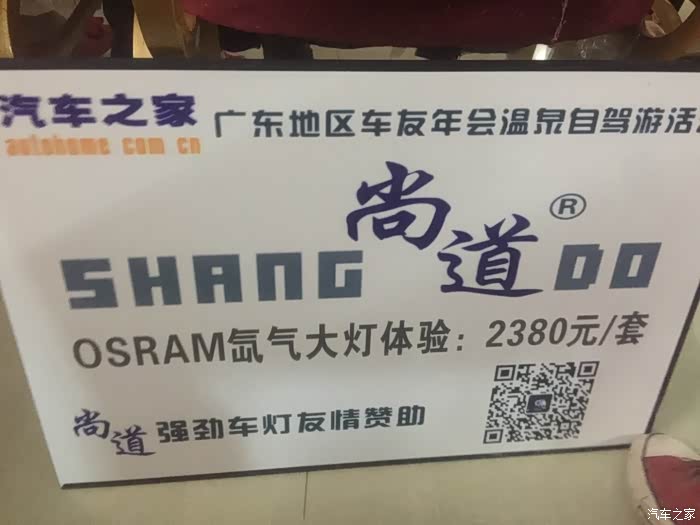 汽车之家
autohome com cn
广东地区车友年会温泉自驾游活
SHANG 尚道® DO
OSRAM氙气大灯体验：2380元/套
尚道 强劲车灯友情赞助
汽车之家